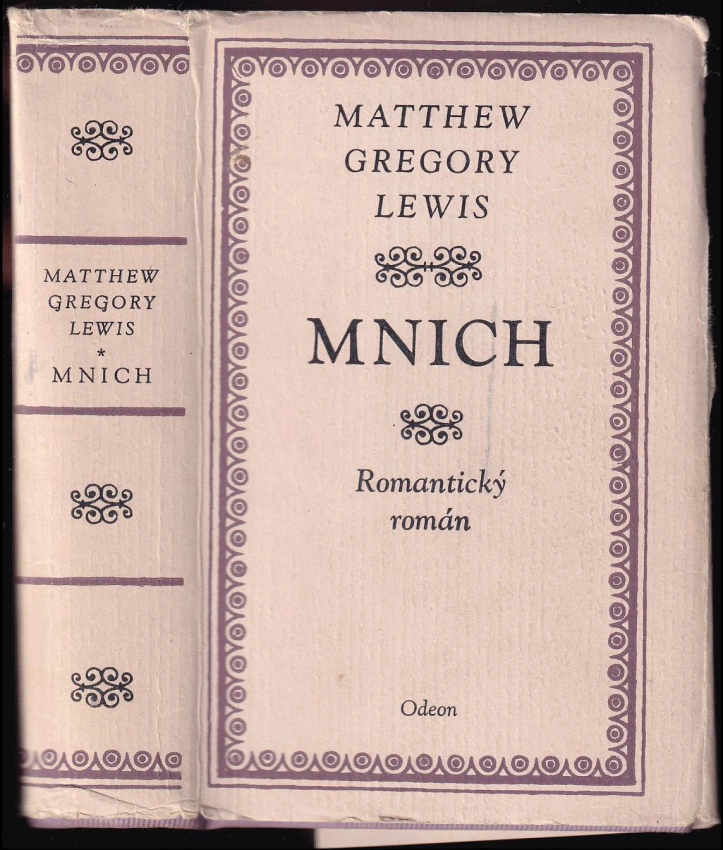 MATTHEW
GREGORY
LEWIS
*
MNICH
MATTHEW
GREGORY
LEWIS
MNICH
Romantický
román
Odeon